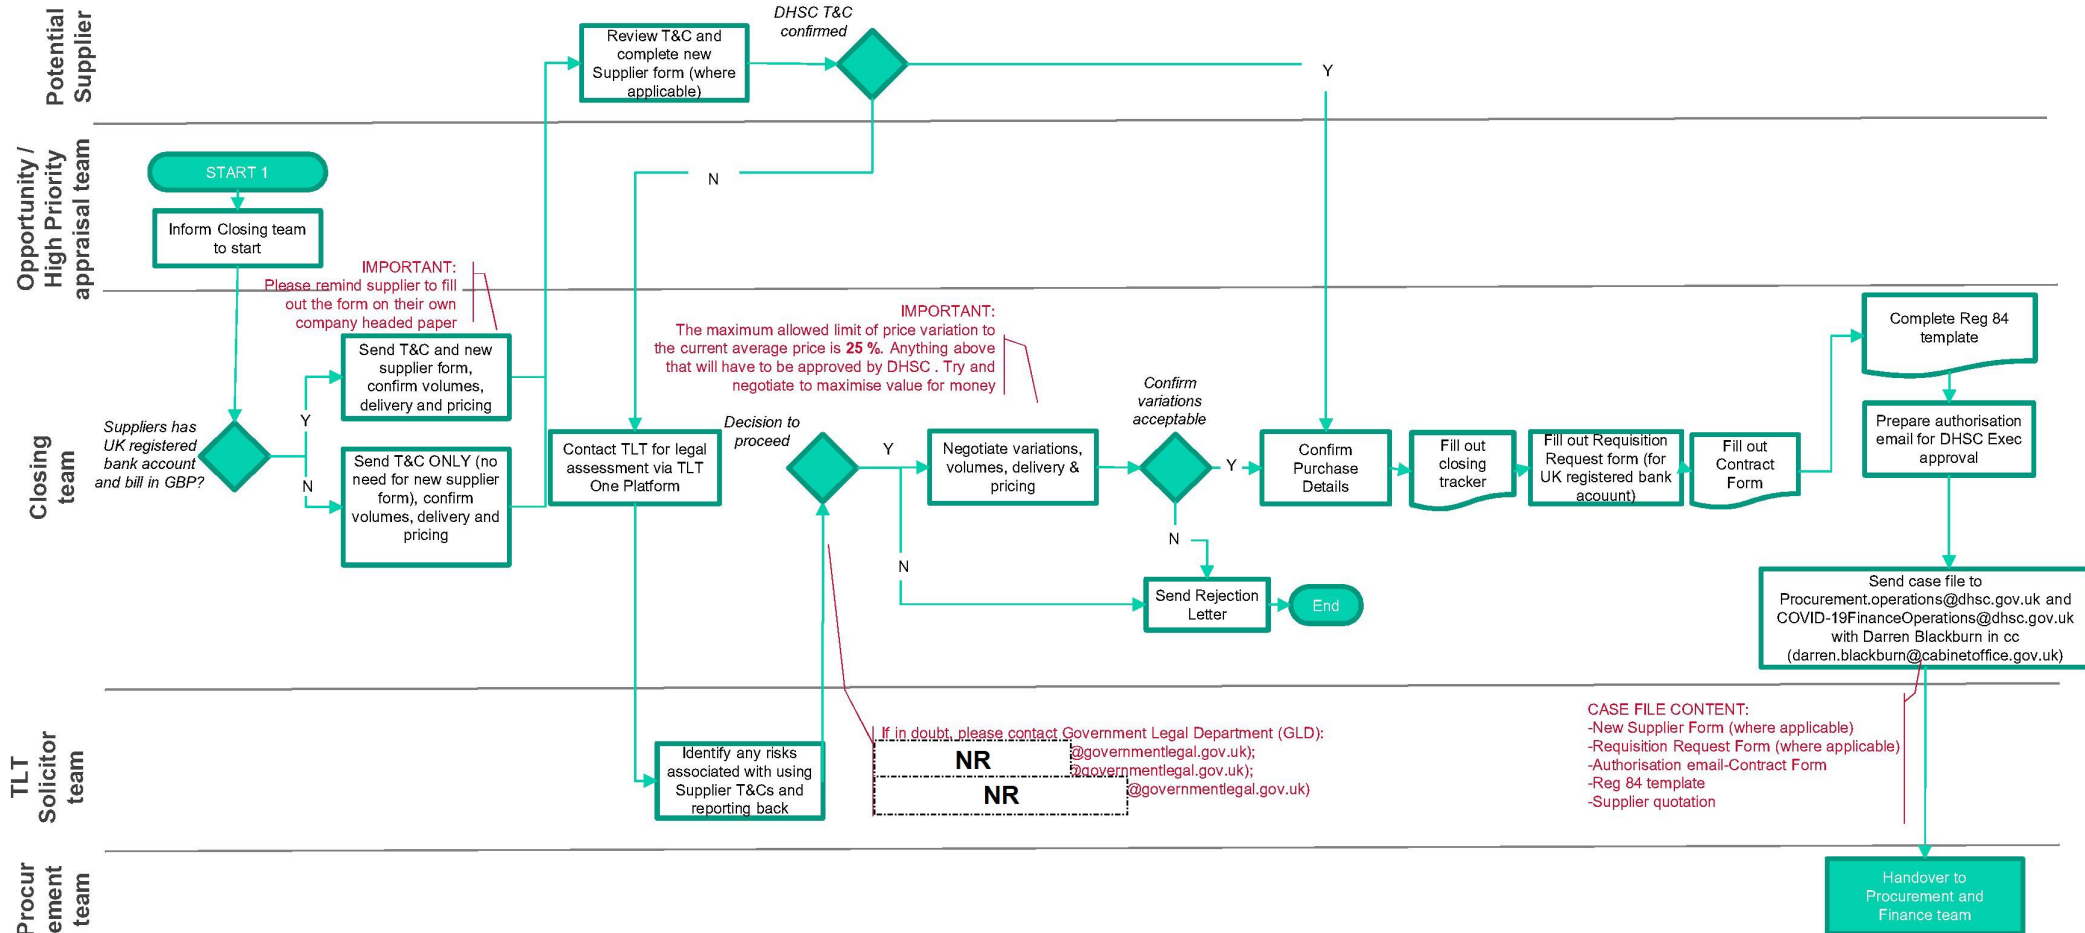 Potential
Supplier
Review T&C and
complete new
Supplier form (where
applicable)
DHSC T&C
confirmed
Y
Opportunity /
High Priority
appraisal team
START 1
Inform Closing team
to start
N
IMPORTANT:
Please remind supplier to fill
out the form on their own
company headed paper
Closing
team
Suppliers has
UK registered
bank account
and bill in GBP?
Y
N
Send T&C and new
supplier form,
confirm volumes,
delivery and pricing
Send T&C ONLY (no
need for new supplier
form), confirm
volumes, delivery and
pricing
Contact TLT for legal
assessment via TLT
One Platform
IMPORTANT:
The maximum allowed limit of price variation to
the current average price is 25 %. Anything above
that will have to be approved by DHSC . Try and
negotiate to maximise value for money
Decision to
proceed
Y
N
Negotiate variations,
volumes, delivery &
pricing
Confirm
variations
acceptable
Y
N
Send Rejection
Letter
End
Confirm
Purchase
Details
Fill out
closing
tracker
Fill out Requisition
Request form (for
UK registered bank
acount)
Fill out
Contract
Form
Complete Reg 84
template
Prepare authorisation
email for DHSC Exec
approval
Send case file to
Procurement.operations@dhsc.gov.uk and
COVID-19FinanceOperations@dhsc.gov.uk
with Darren Blackburn in cc
(darren.blackburn@cabinetoffice.gov.uk)
TLT
Solicitor
team
Identify any risks
associated with using
Supplier T&Cs and
reporting back
If in doubt, please contact Government Legal Department (GLD):
NR
@governmentlegal.gov.uk);
@governmentlegal.gov.uk);
NR
@governmentlegal.gov.uk)
CASE FILE CONTENT:
-New Supplier Form (where applicable)
-Requisition Request Form (where applicable)
-Authorisation email-Contract Form
-Reg 84 template
-Supplier quotation
Procur
ement
team
Handover to
Procurement and
Finance team